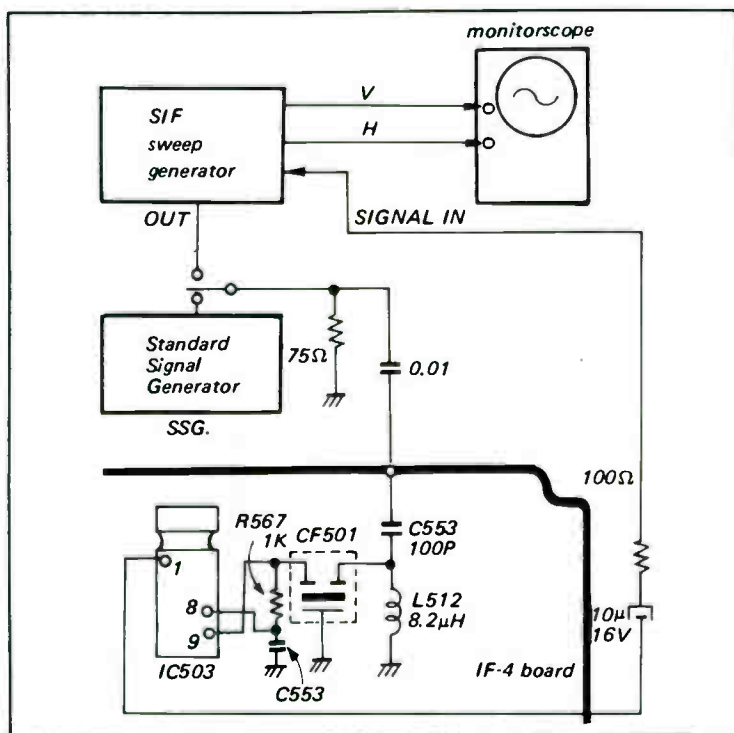 monitorscope
V
H
SIF
sweep
generator
OUT
SIGNAL IN
Standard
Signal
Generator
SSG.
75Ω
0.01
100Ω
R567
1K
CF501
C553
100P
1
8
9
L512
8.2μH
10μ
16V
IC503
C553
IF-4 board